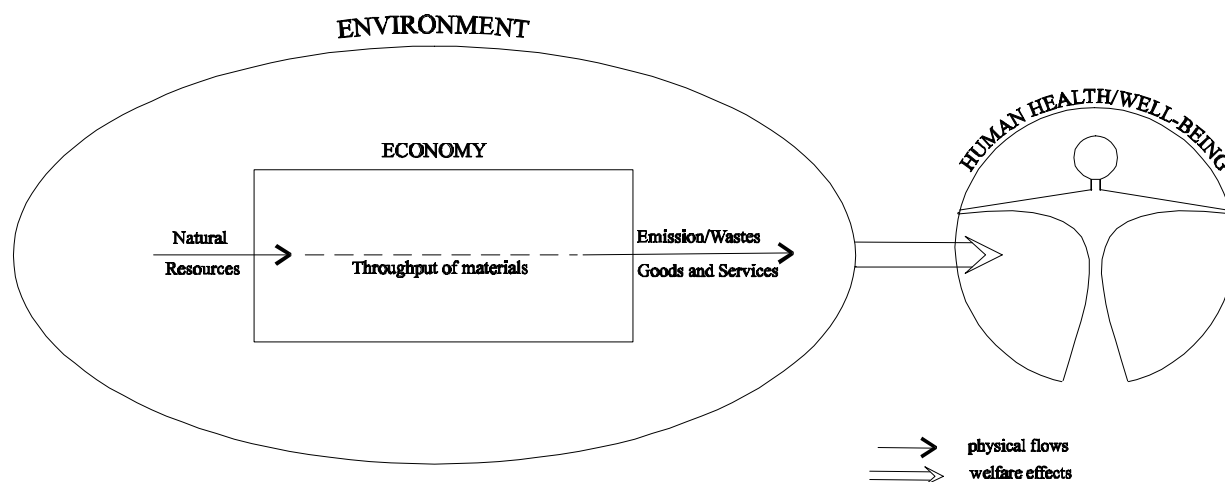 ENVIRONMENT
HUMAN HEALTH/WELL-BEING
ECONOMY
Natural
Resources
Throughput of materials
Emission/Wastes
Goods and Services
physical flows
welfare effects